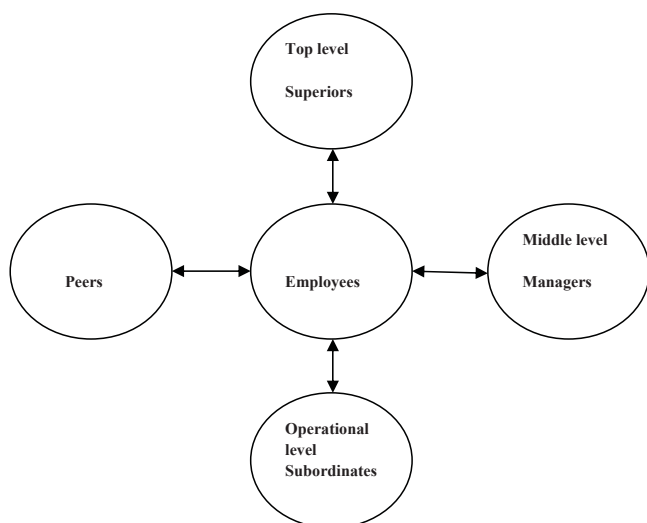 Top level
Superiors
Peers
Employees
Middle level
Managers
Operational
level
Subordinates